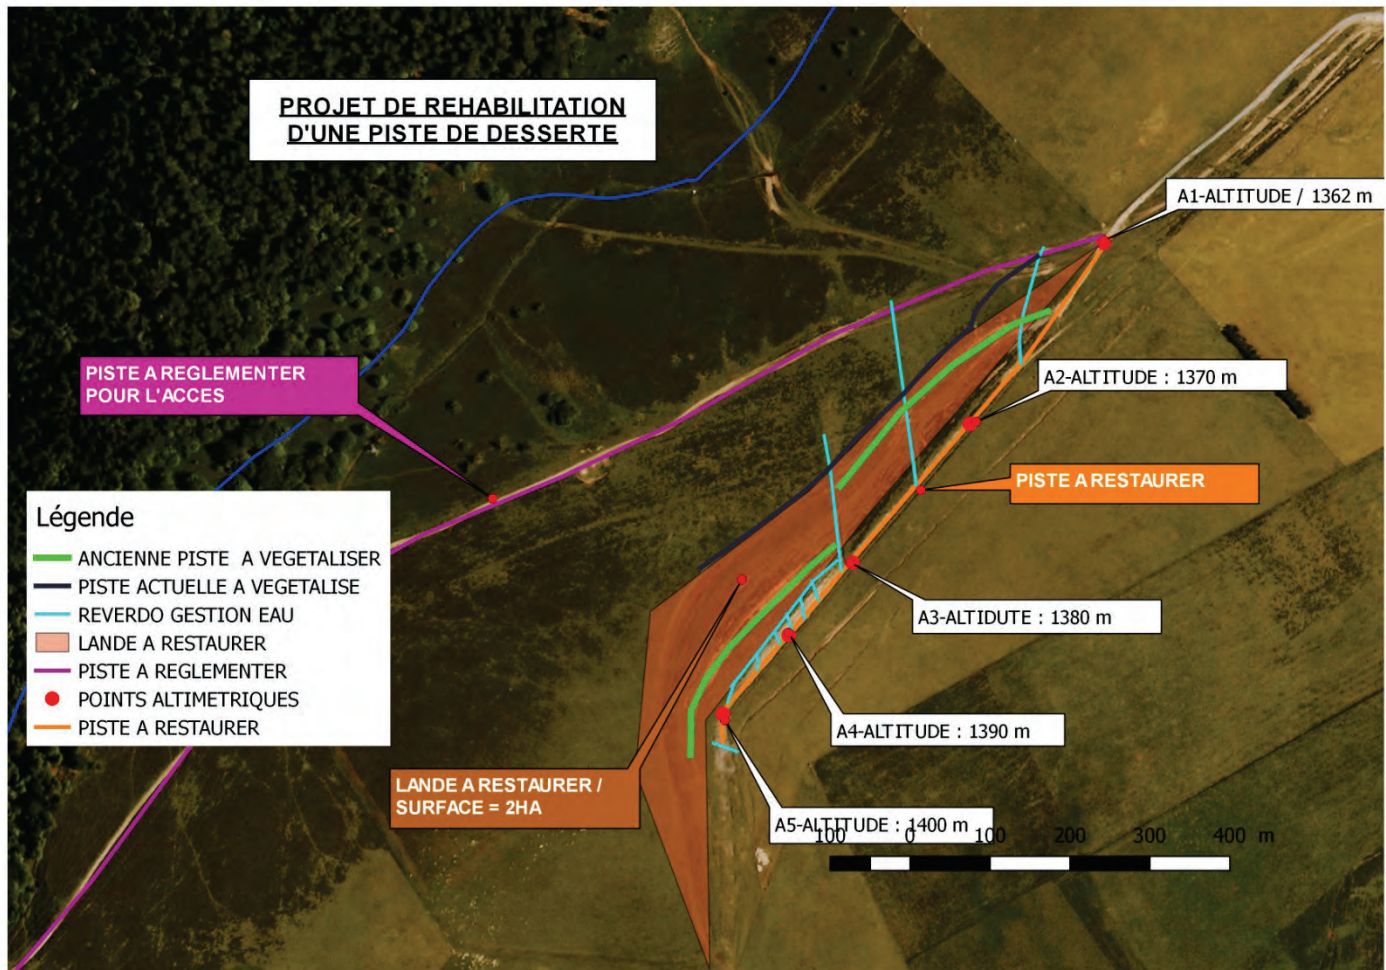 PROJET DE REHABILITATION
D'UNE PISTE DE DESSERTE
A1-ALTITUDE / 1362 m
A2-ALTITUDE : 1370 m
PISTE A REGLEMENTER
POUR L'ACCES
PISTE A RESTAURER
Légende
ANCIENNE PISTE A VEGETALISER
PISTE ACTUELLE A VEGETALISE
REVERDO GESTION EAU
LANDE A RESTAURER
PISTE A REGLEMENTER
POINTS ALTIMETRIQUES
PISTE A RESTAURER
A3-ALTIDUTE : 1380 m
A4-ALTITUDE : 1390 m
LANDE A RESTAURER /
SURFACE = 2HA
A5-ALTITUDE : 1400 m
100 0 100 200 300 400 m